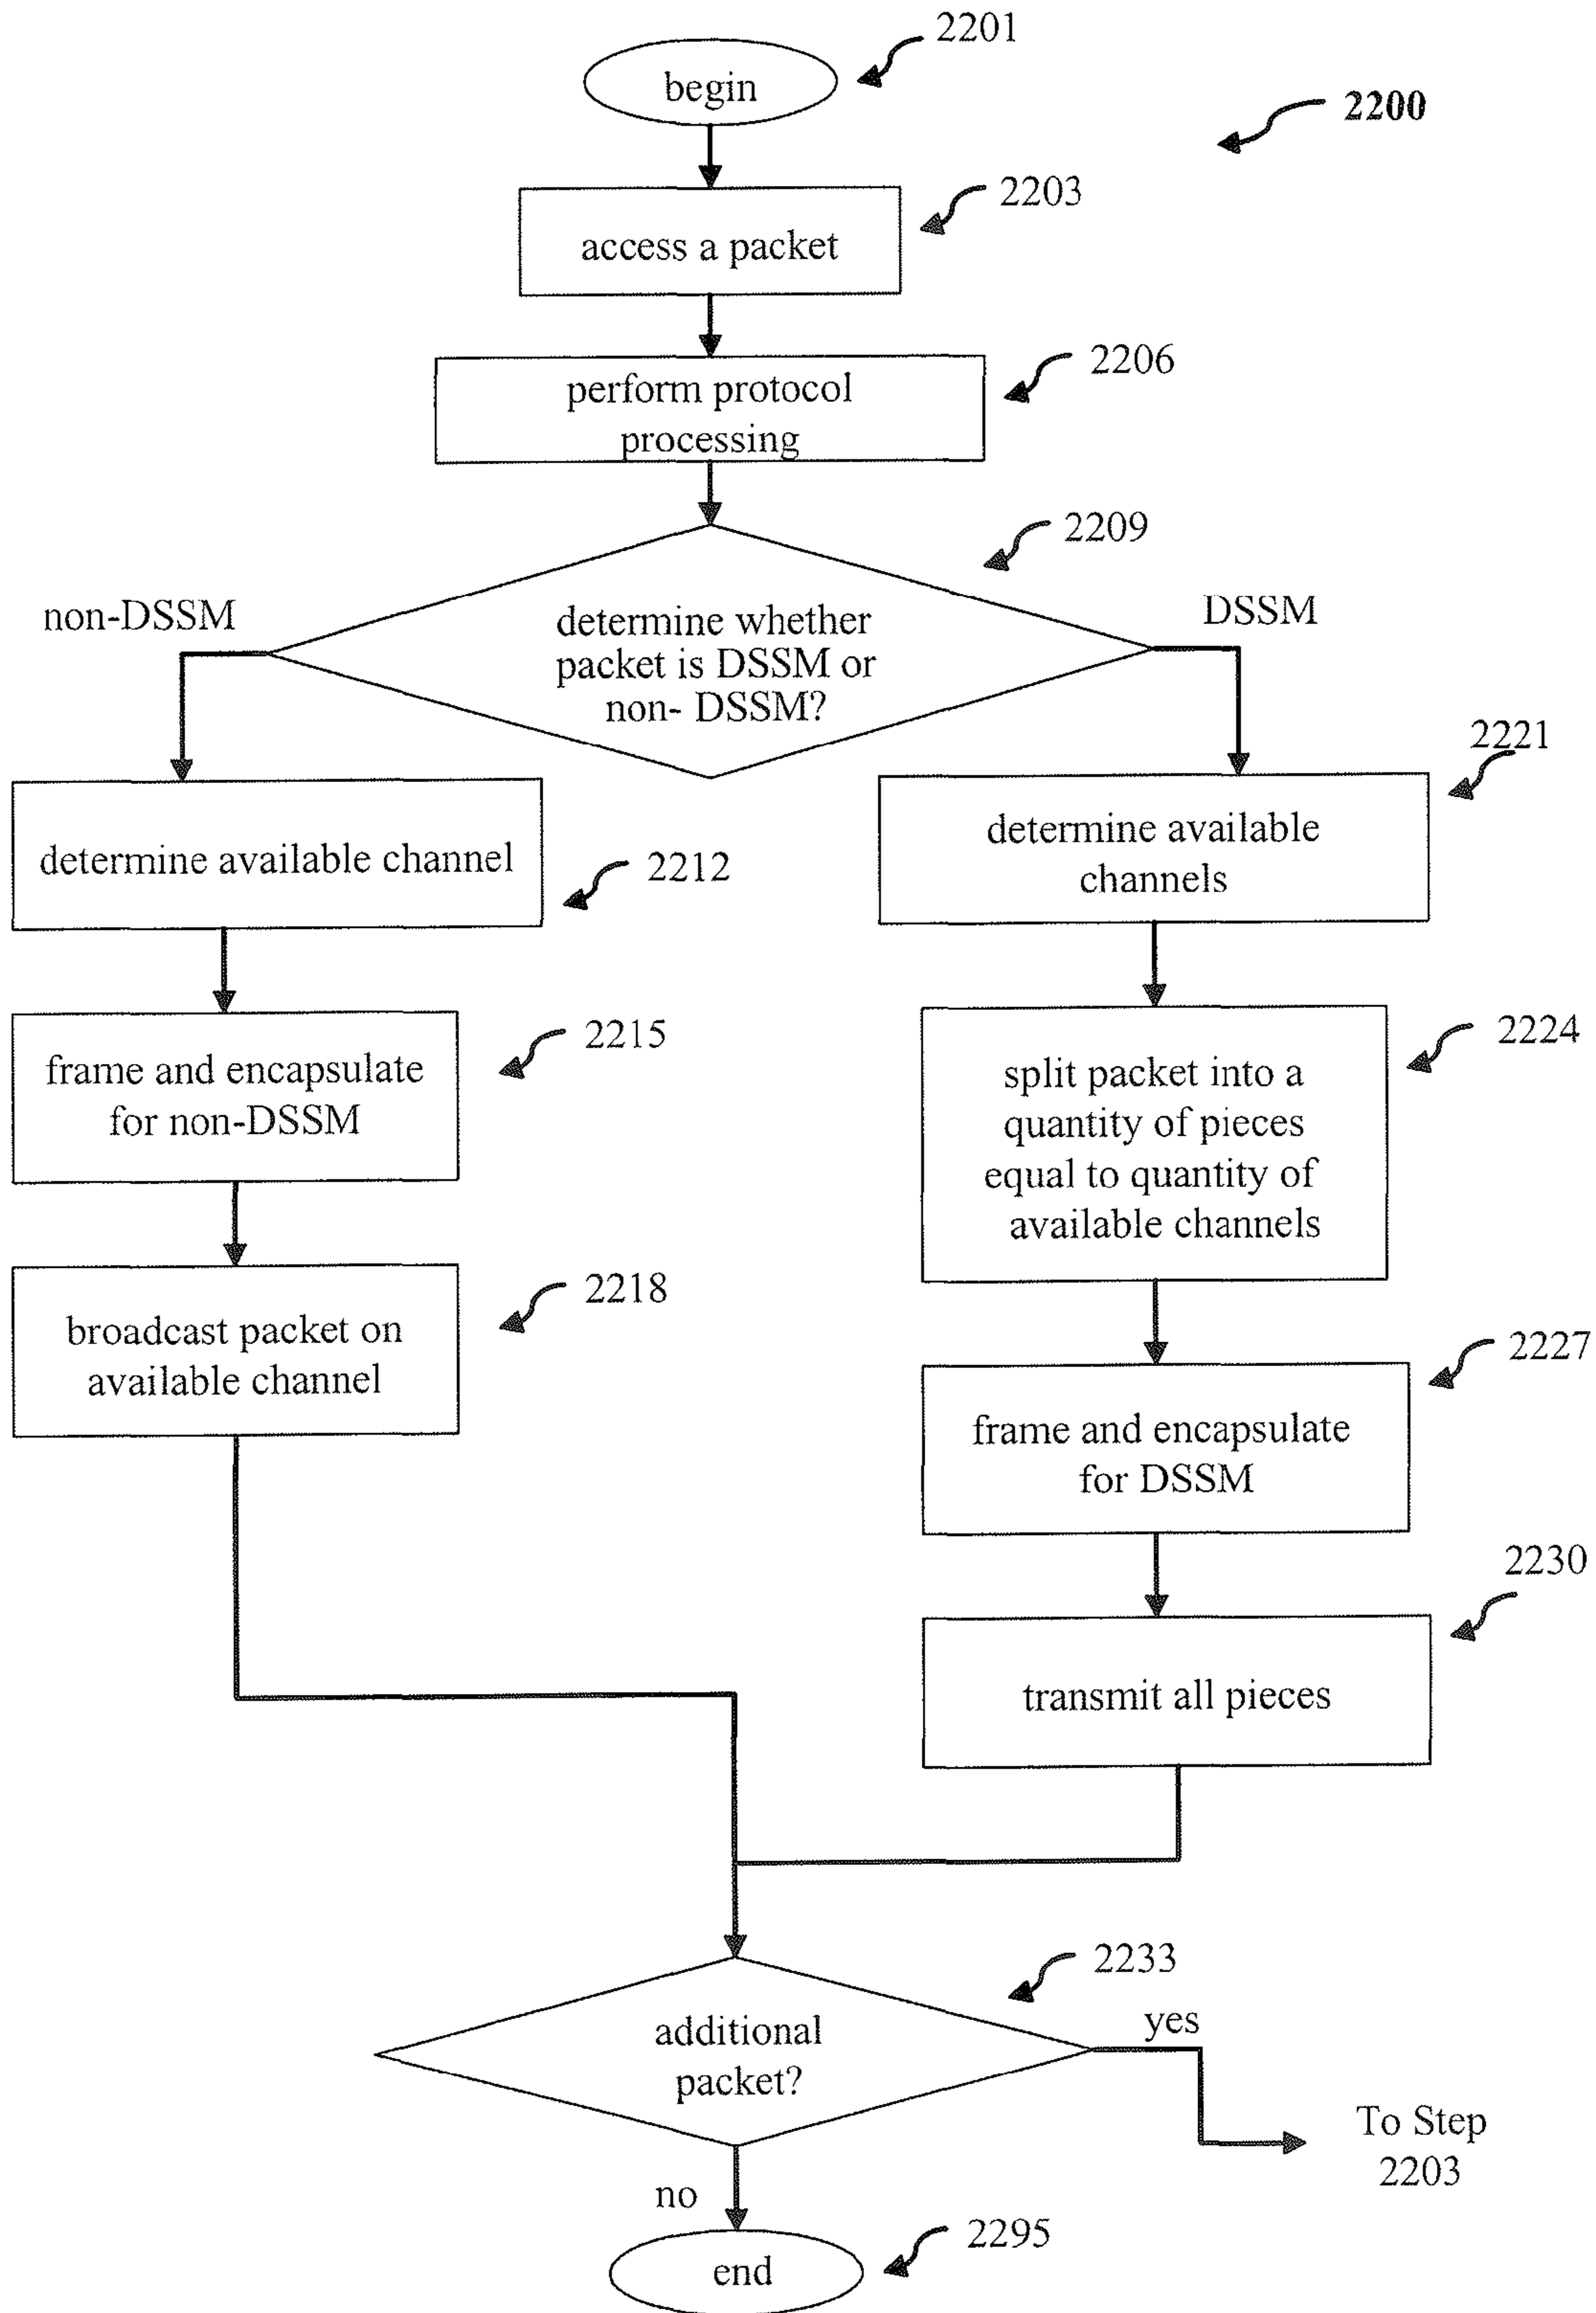 2201
begin
2200
2203
access a packet
2206
perform protocol
processing
2209
non-DSSM
DSSM
determine whether
packet is DSSM or
non- DSSM?
2221
determine available channel
2212
determine available
channels
2215
frame and encapsulate
for non-DSSM
2224
split packet into a
quantity of pieces
equal to quantity of
available channels
2218
broadcast packet on
available channel
2227
frame and encapsulate
for DSSM
2230
transmit all pieces
2233
additional
packet?
yes
To Step
2203
no
2295
end